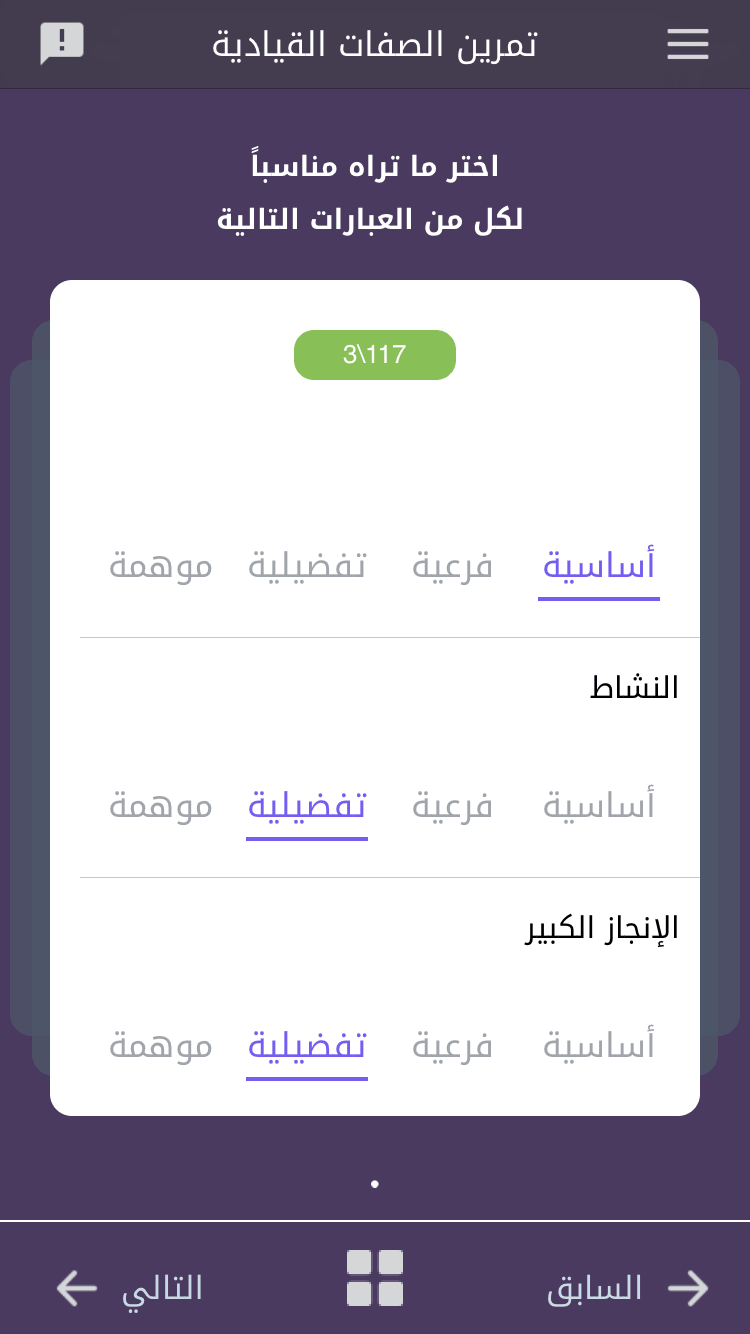 تمرين الصفات القيادية
اختر ما تراه مناسباً
لكل من العبارات التالية
3\117
أساسية فرعية تفضيلية موهمة
النشاط
أساسية فرعية تفضيلية موهمة
الإنجاز الكبير
أساسية فرعية تفضيلية موهمة
السابق التالي